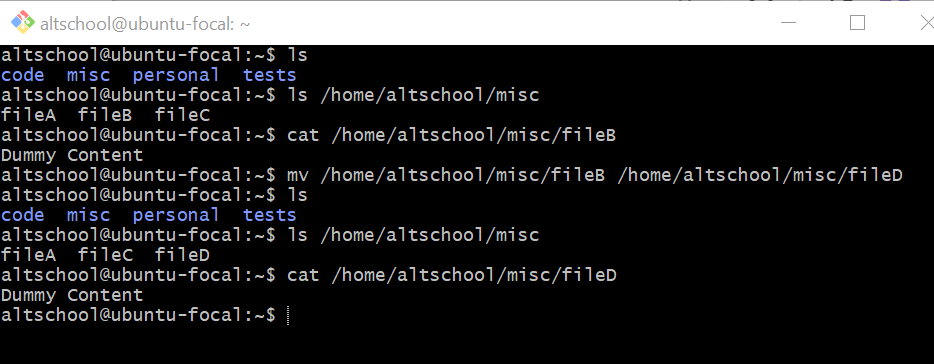 altschool@ubuntu-focal: ~
altschool@ubuntu-focal:~$ ls
code  misc  personal  tests
altschool@ubuntu-focal:~$ ls /home/altschool/misc
fileA  fileB  fileC
altschool@ubuntu-focal:~$ cat /home/altschool/misc/fileB
Dummy Content
altschool@ubuntu-focal:~$ mv /home/altschool/misc/fileB /home/altschool/misc/fileD
altschool@ubuntu-focal:~$ ls
code  misc  personal  tests
altschool@ubuntu-focal:~$ ls /home/altschool/misc
fileA  fileC  fileD
altschool@ubuntu-focal:~$ cat /home/altschool/misc/fileD
Dummy Content
altschool@ubuntu-focal:~$